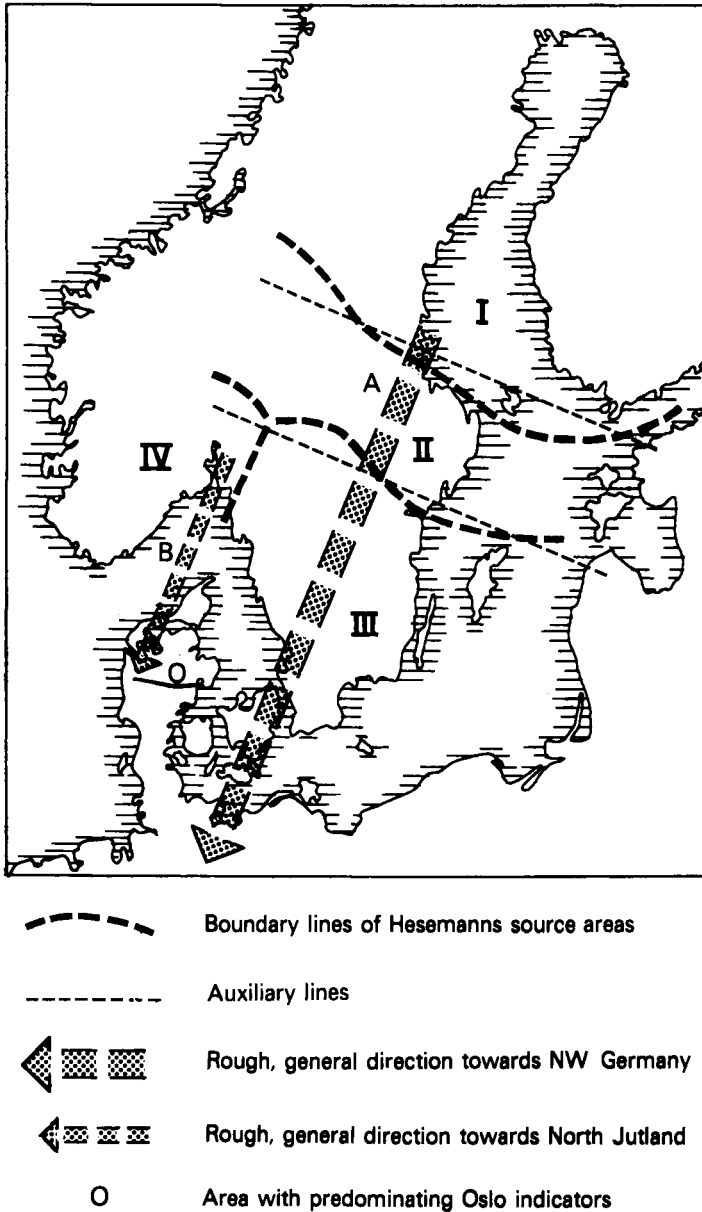 I
A
II
IV
B
III
O
Boundary lines of Hesemanns source areas
Auxiliary lines
Rough, general direction towards NW Germany
Rough, general direction towards North Jutland
O Area with predominating Oslo indicators